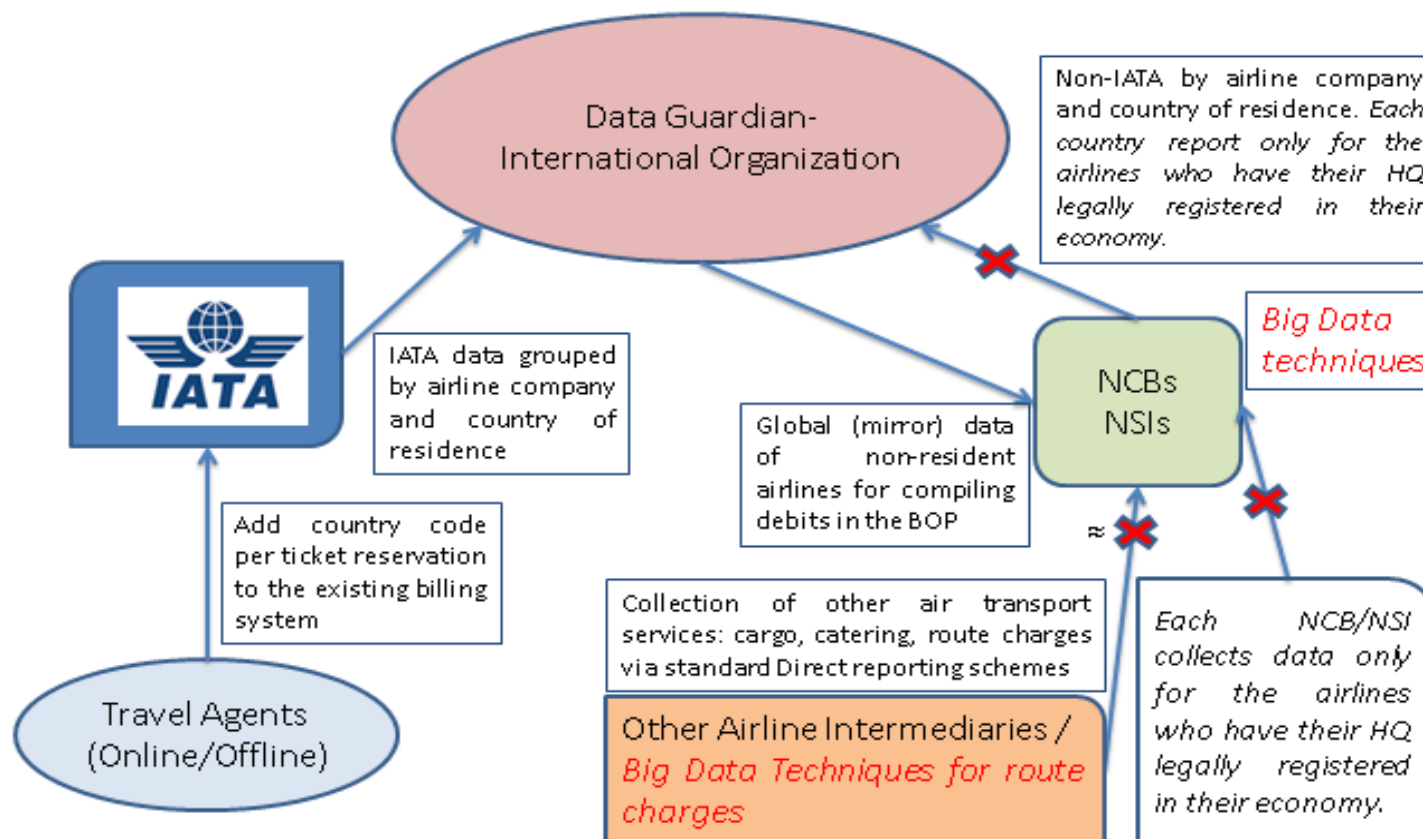 Data Guardian-
International Organization
Non-IATA by airline company
and country of residence. Each
country report only for the
airlines who have their HQ
legally registered in their
economy.
IATA
IATA data grouped
by airline company
and country of
residence
Big Data
techniques
NCBs
NSIs
Global (mirror) data
of non-resident
airlines for compiling
debits in the BOP
Add country code
per ticket reservation
to the existing billing
system
≈
Collection of other air transport
services: cargo, catering, route charges
via standard Direct reporting schemes
Each NCB/NSI
collects data only
for the airlines
who have their HQ
legally registered
in their economy.
Travel Agents
(Online/Offline)
Other Airline Intermediaries /
Big Data Techniques for route
charges